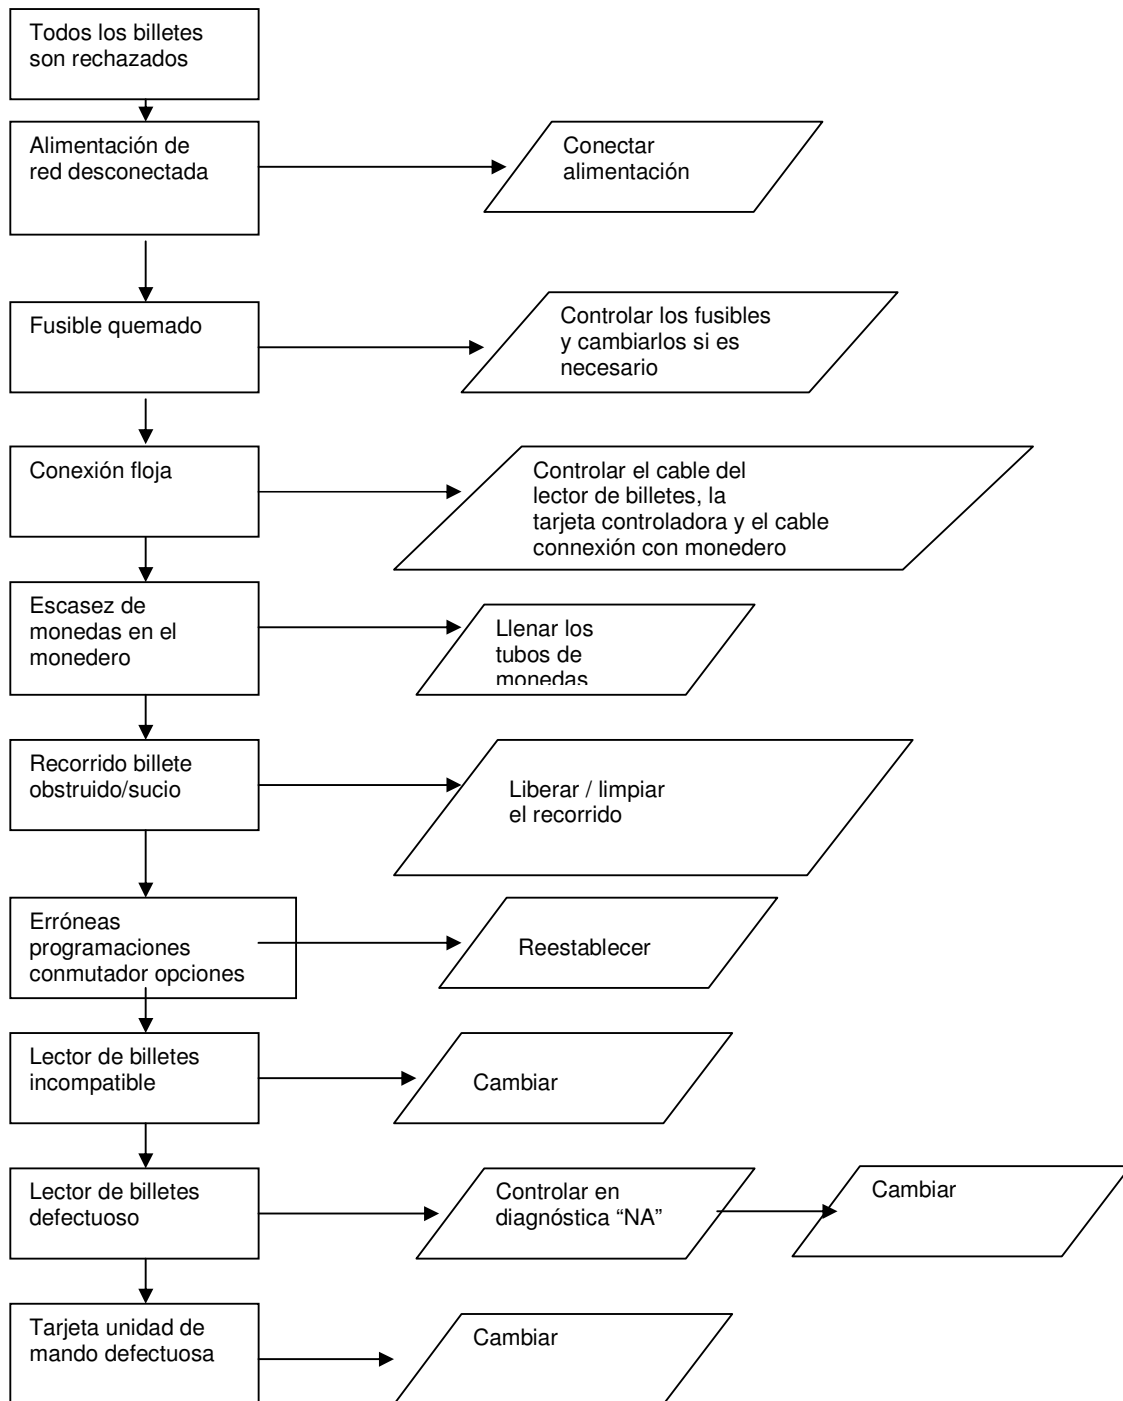 Todos los billetes
son rechazados
Alimentación de
red desconectada
Conectar
alimentación
Fusible quemado
Controlar los fusibles
y cambiarlos si es
necesario
Conexión floja
Controlar el cable del
lector de billetes, la
tarjeta controladora y el cable
connexión con monedero
Escasez de
monedas en el
monedero
Llenar los
tubos de
monedas
Recorrido billete
obstruido/sucio
Liberar / limpiar
el recorrido
Erróneas
programaciones
conmutador opciones
Reestablecer
Lector de billetes
incompatible
Cambiar
Lector de billetes
defectuoso
Controlar en
diagnóstica “NA”
Cambiar
Tarjeta unidad de
mando defectuosa
Cambiar